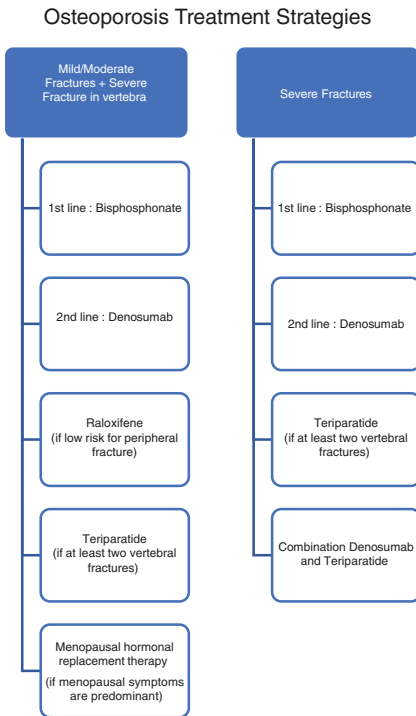 Osteoporosis Treatment Strategies
Mild/Moderate
Fractures + Severe
Fracture in vertebra
1st line : Bisphosphonate
2nd line : Denosumab
Raloxifene
(if low risk for peripheral
fracture)
Teriparatide
(if at least two vertebral
fractures)
Menopausal hormonal
replacement therapy
(if menopausal symptoms
are predominant)
Severe Fractures
1st line : Bisphosphonate
2nd line : Denosumab
Teriparatide
(if at least two vertebral
fractures)
Combination Denosumab
and Teriparatide